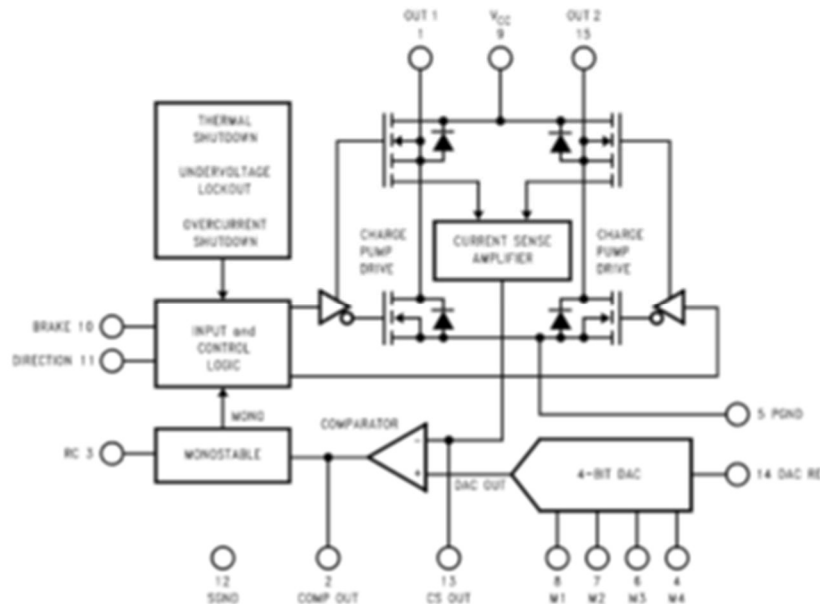 OUT 1
1
VCC
9
OUT 2
15
THERMAL
SHUTDOWN
UNDERVOLTAGE
LOCKOUT
OVERCURRENT
SHUTDOWN
CHARGE
PUMP
DRIVE
CURRENT SENSE
AMPLIFIER
CHARGE
PUMP
DRIVE
BRAKE 10
DIRECTION 11
INPUT and
CONTROL
LOGIC
MONO
COMPARATOR
5 PGND
RC 3
MONOSTABLE
-
+
DAC OUT
4-BIT DAC
14 DAC RE
12
SGND
2
COMP OUT
13
CS OUT
8
M1
7
M2
6
M3
4
M4